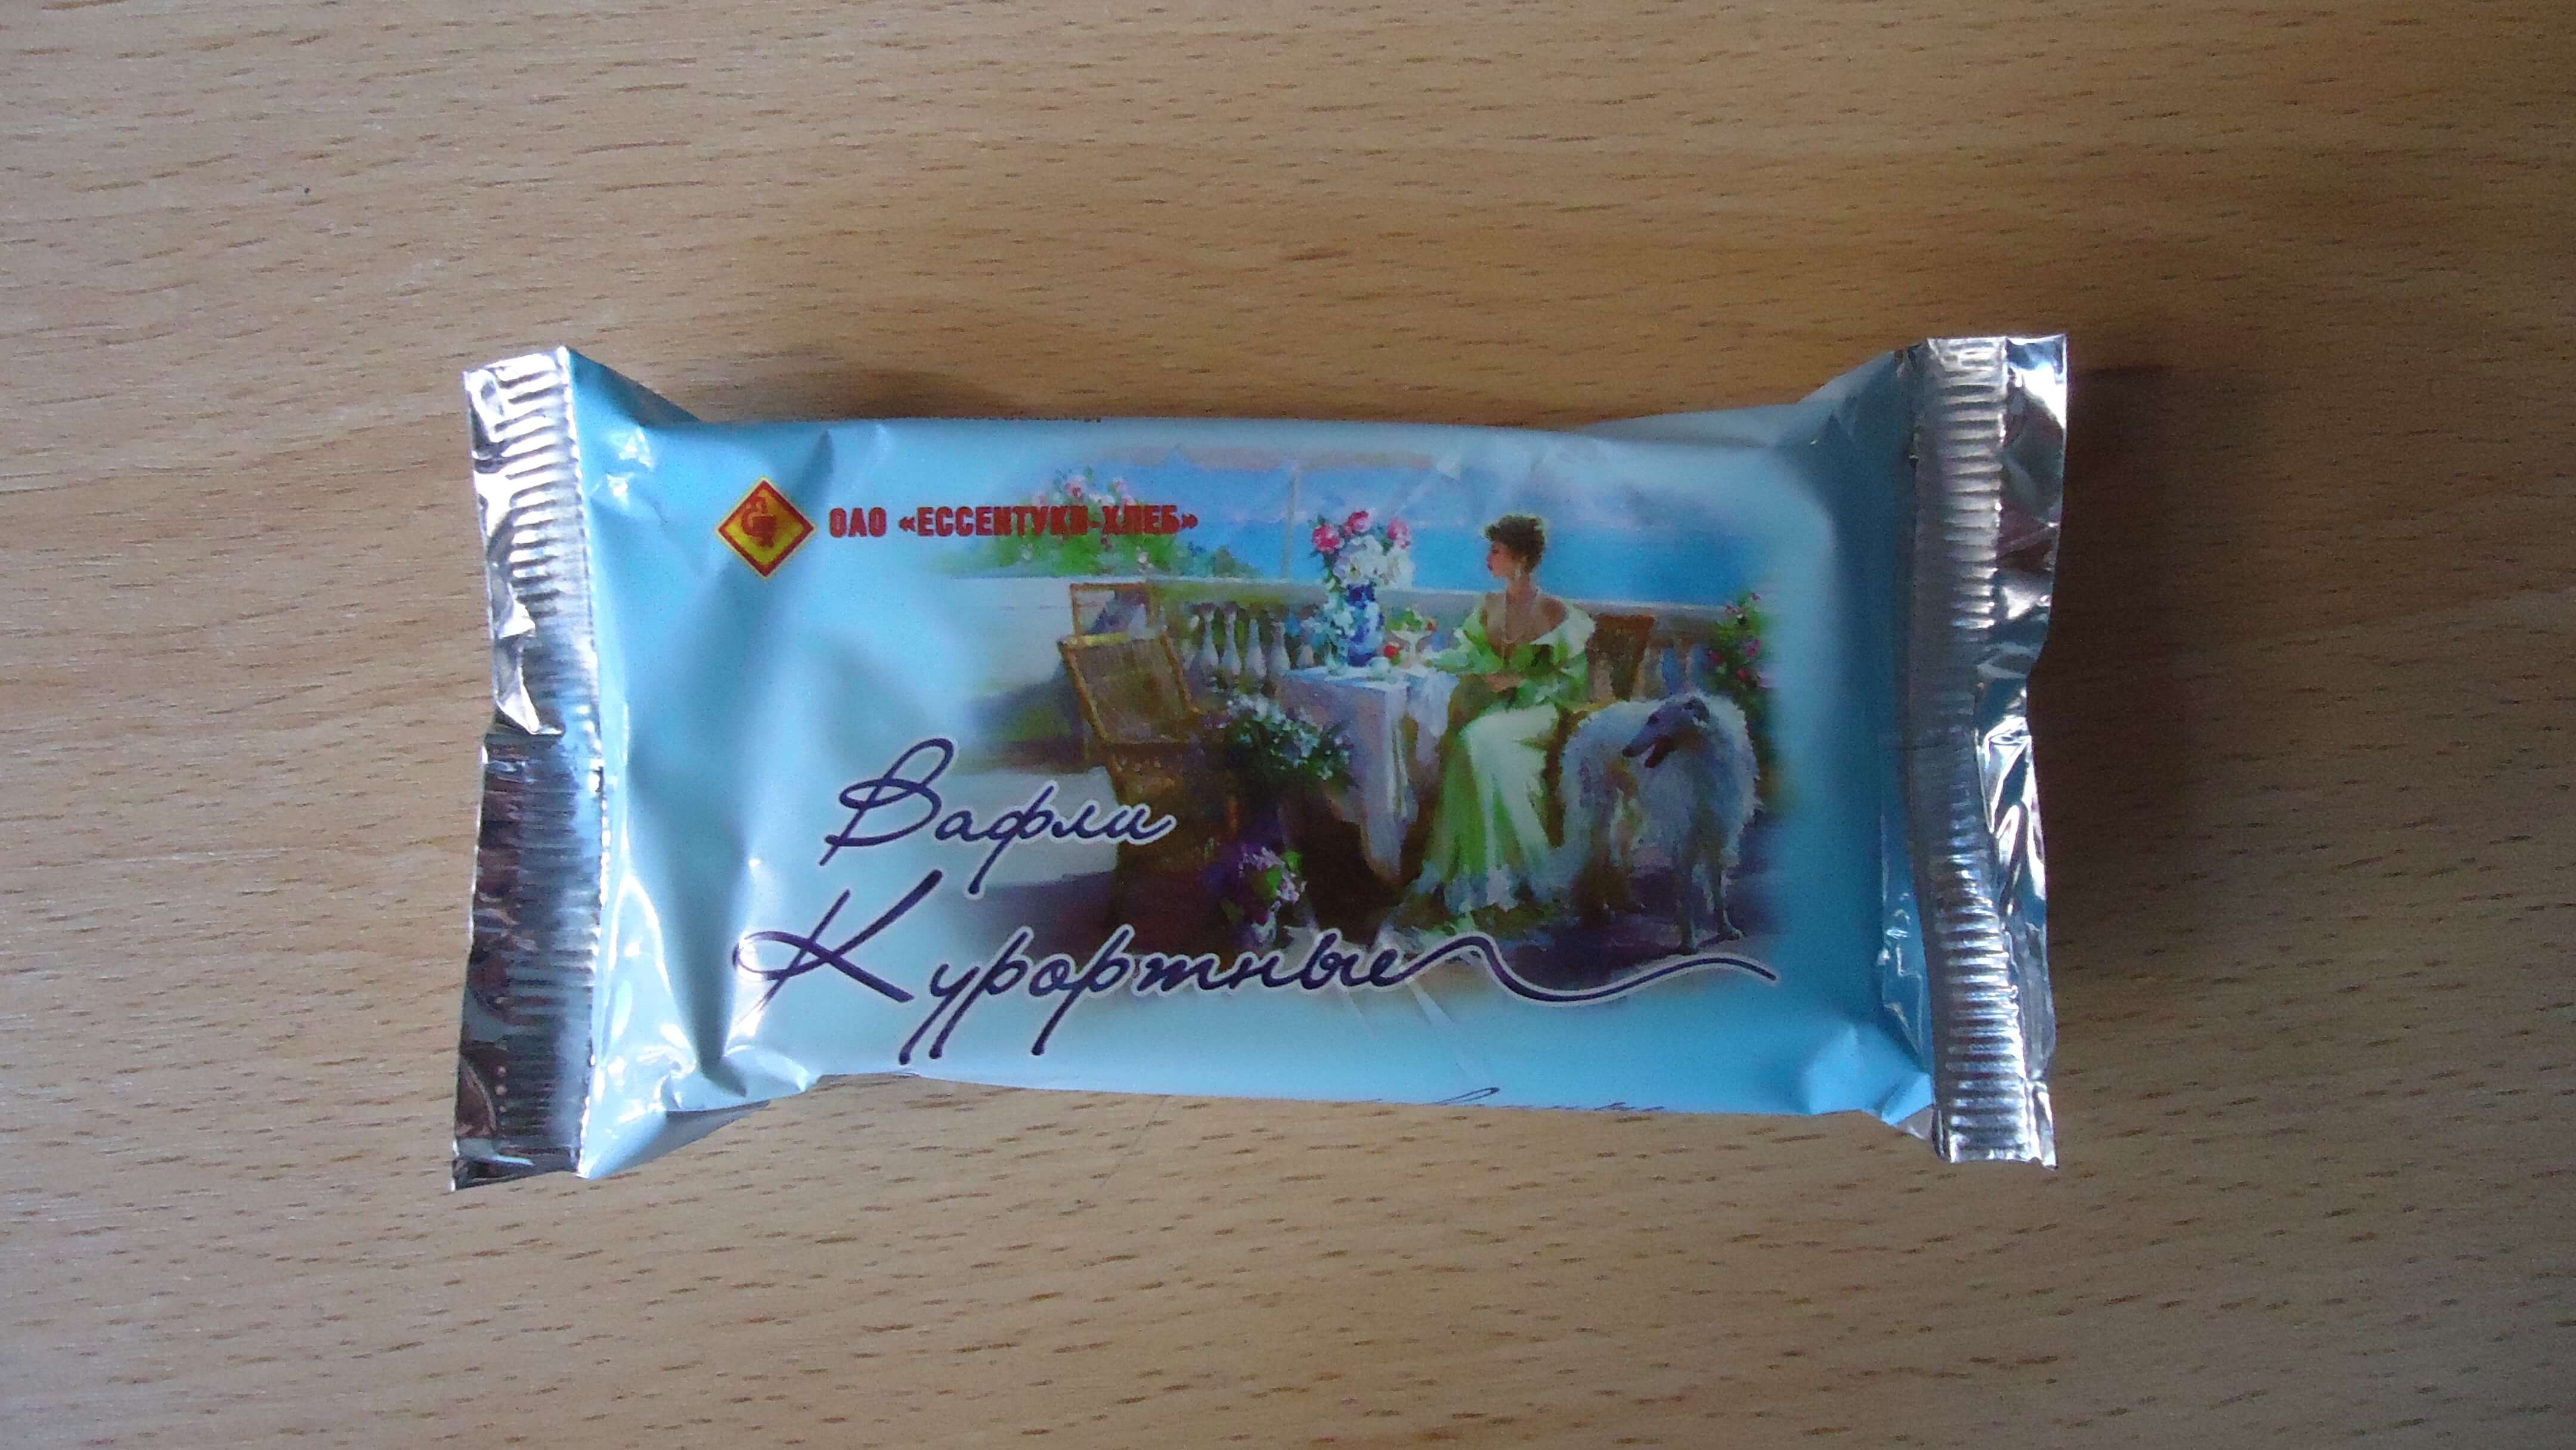 ОАО «ЕССЕНТУКИ-ХЛЕБ»
Вафли
Курортные